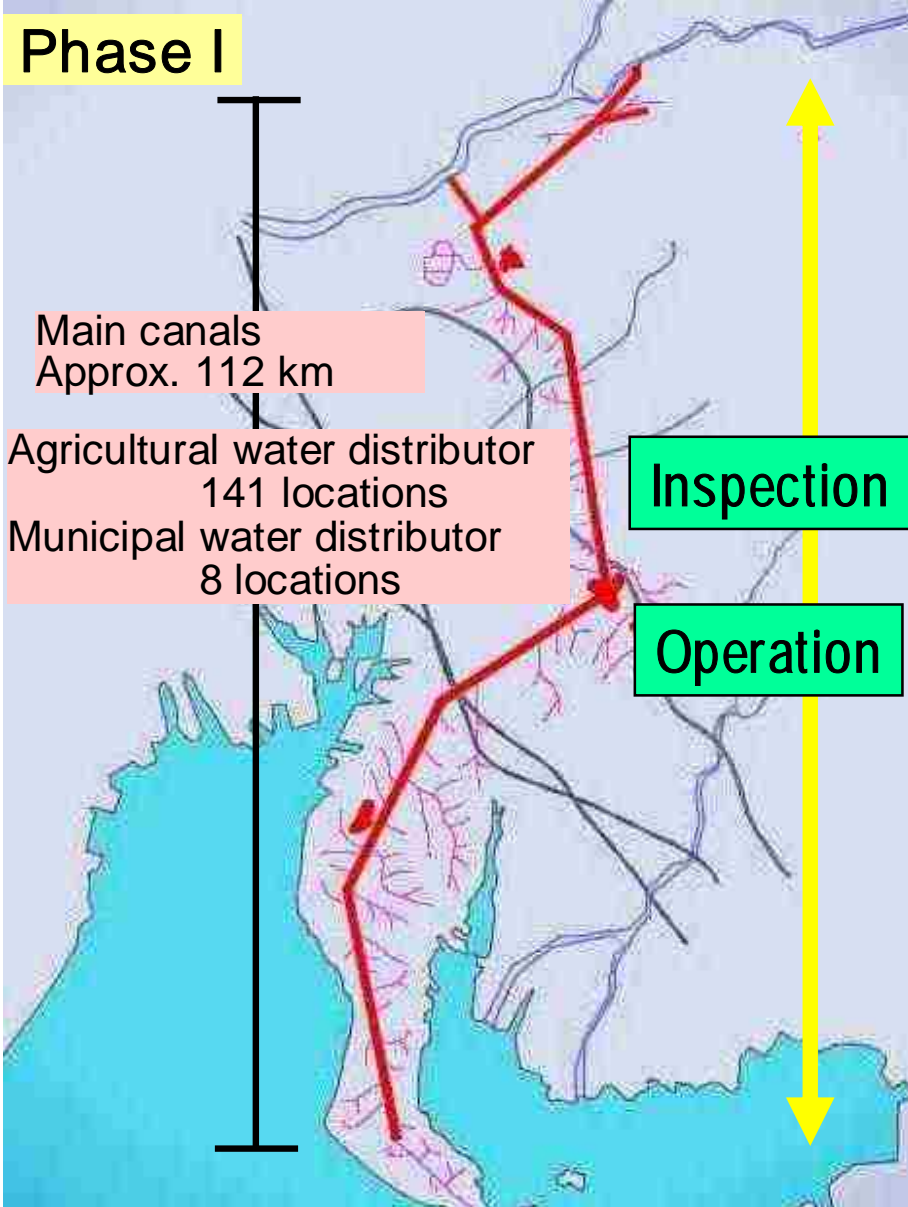 Phase I
Main canals
Approx. 112 km
Agricultural water distributor
141 locations
Municipal water distributor
8 locations
Inspection
Operation